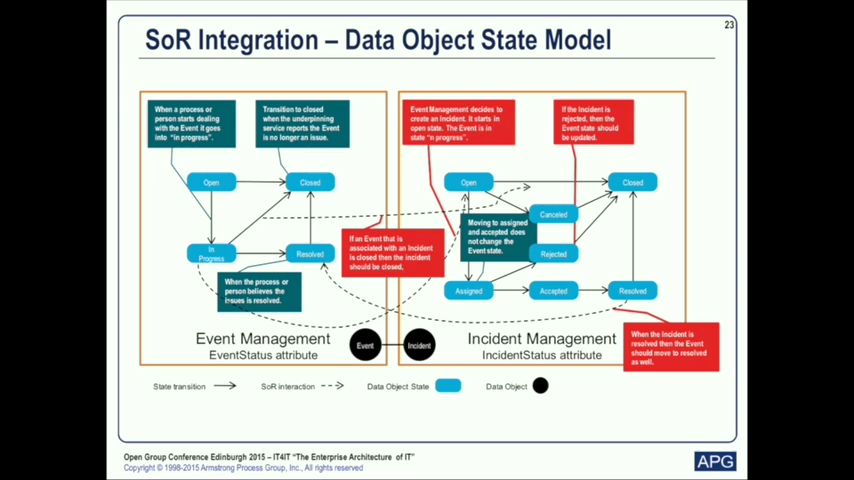 23
SoR Integration – Data Object State Model
When a process or
person starts dealing
with the Event it goes
into "in progress".
Transition to closed
when the underpinning
service reports the Event
is no longer an issue.
Event Management decides to
create an Incident. It starts in
open state. The Event is in
state "n progress".
If the Incident is
rejected, then the
Event state should
be updated.
Open
Closed
Open
Closed
Canceled
Moving to assigned
and accepted does
not change the
Event state.
If an Event that is
associated with an Incident
is closed then the incident
should be closed,
In
Progress
Resolved
Rejected
When the process or
person believes the
issues is resolved.
Assigned
Accepted
Resolved
Event Management
EventStatus attribute
Event
Incident
Incident Management
IncidentStatus attribute
When the Incident is
resolved then the Event
should move to resolved
as well.
State transition
SoR interaction
Data Object State
Data Object
Open Group Conference Edinburgh 2015 – IT4IT "The Enterprise Architecture of IT"
Copyright © 1998-2015 Armstrong Process Group, Inc., All rights reserved
APG